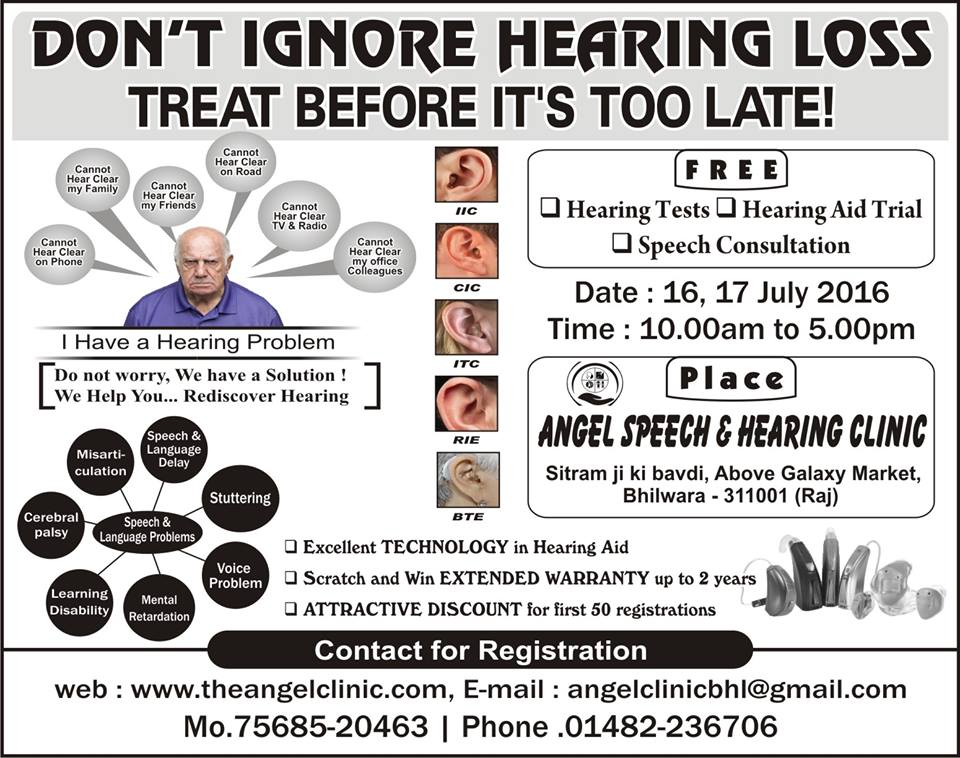 DON'T IGNORE HEARING LOSS
TREAT BEFORE IT'S TOO LATE!
Cannot
Hear Clear
on Phone
Cannot
Hear Clear
my Family
Cannot
Hear Clear
my Friends
Cannot
Hear Clear
on Road
Cannot
Hear Clear
TV & Radio
Cannot
Hear Clear
my office
Colleagues
I Have a Hearing Problem
Do not worry, We have a Solution !
We Help You... Rediscover Hearing
IIC
CIC
ITC
RIE
BTE
FREE
❑ Hearing Tests ❑ Hearing Aid Trial
❑ Speech Consultation
Date : 16, 17 July 2016
Time : 10.00am to 5.00pm
Place
ANGEL SPEECH & HEARING CLINIC
Sitram ji ki bavdi, Above Galaxy Market,
Bhilwara - 311001 (Raj)
Speech &
Language Problems
Misarti-
culation
Speech &
Language
Delay
Stuttering
Voice
Problem
Mental
Retardation
Learning
Disability
Cerebral
palsy
❑ Excellent TECHNOLOGY in Hearing Aid
❑ Scratch and Win EXTENDED WARRANTY up to 2 years
❑ ATTRACTIVE DISCOUNT for first 50 registrations
Contact for Registration
web : www.theangelclinic.com, E-mail : angelclinicbhl@gmail.com
Mo.75685-20463 | Phone .01482-236706